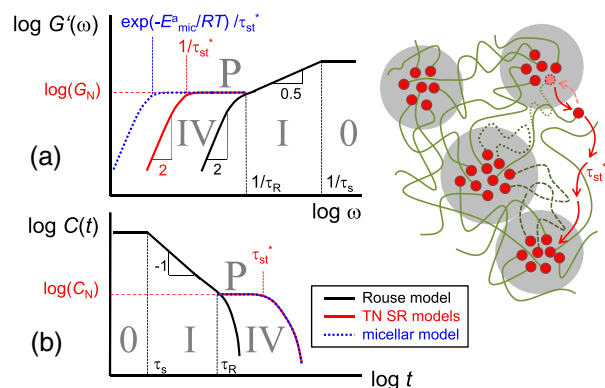 log G′(ω)
exp(-Eᵃmic/RT) /τst*
1/τst*
P
log(GN)
0.5
IV
I
0
(a)
2
2
1/τR
1/τs
log ω
τst*
log C(t)
-1
P
τst*
log(CN)
(b)
0
I
IV
τs
τR
log t
Rouse model
TN SR models
micellar model